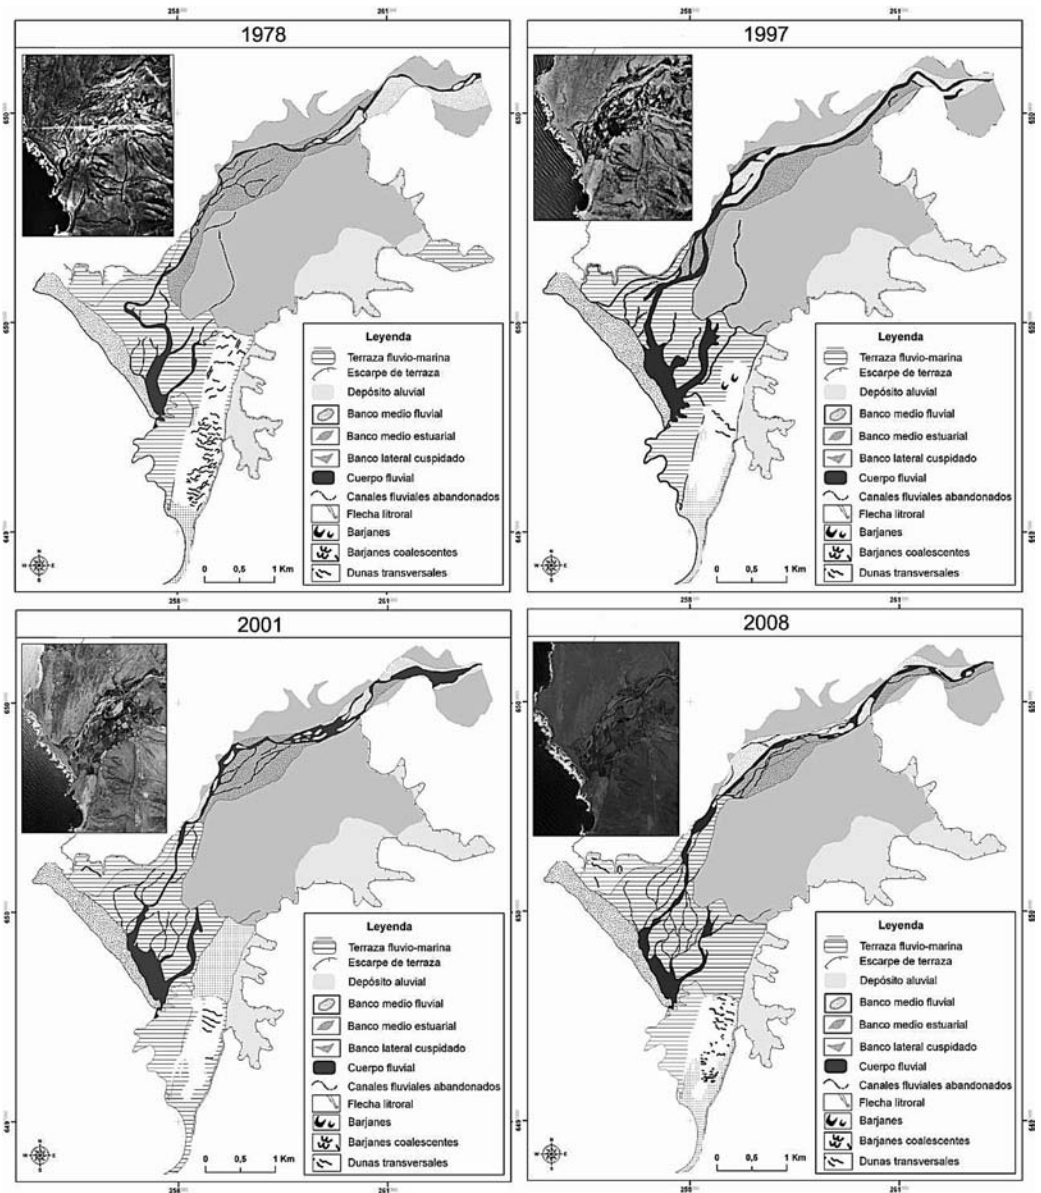 1978
Leyenda
Terraza fluvio-marina
Escarpe de terraza
Depósito aluvial
Banco medio fluvial
Banco medio estuarial
Banco lateral cuspidado
Cuerpo fluvial
Canales fluviales abandonados
Flecha litroral
Barjanes
Barjanes coalescentes
Dunas transversales
0 0,5 1 Km
1997
Leyenda
Terraza fluvio-marina
Escarpe de terraza
Depósito aluvial
Banco medio fluvial
Banco medio estuarial
Banco lateral cuspidado
Cuerpo fluvial
Canales fluviales abandonados
Flecha litroral
Barjanes
Barjanes coalescentes
Dunas transversales
0 0,5 1 Km
2001
Leyenda
Terraza fluvio-marina
Escarpe de terraza
Depósito aluvial
Banco medio fluvial
Banco medio estuarial
Banco lateral cuspidado
Cuerpo fluvial
Canales fluviales abandonados
Flecha litroral
Barjanes
Barjanes coalescentes
Dunas transversales
0 0,5 1 Km
2008
Leyenda
Terraza fluvio-marina
Escarpe de terraza
Depósito aluvial
Banco medio fluvial
Banco medio estuarial
Banco lateral cuspidado
Cuerpo fluvial
Canales fluviales abandonados
Flecha litroral
Barjanes
Barjanes coalescentes
Dunas transversales
0 0,5 1 Km